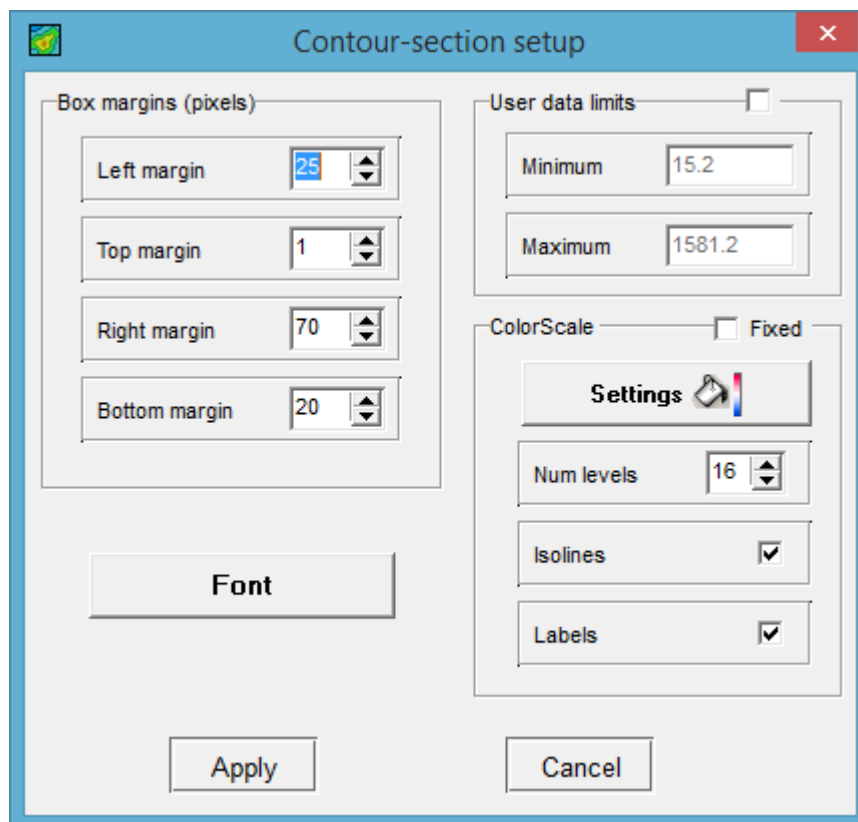 Contour-section setup
Box margins (pixels)
Left margin 25
Top margin 1
Right margin 70
Bottom margin 20
Font
User data limits
Minimum 15.2
Maximum 1581.2
ColorScale Fixed
Settings
Num levels 16
Isolines
Labels
Apply Cancel